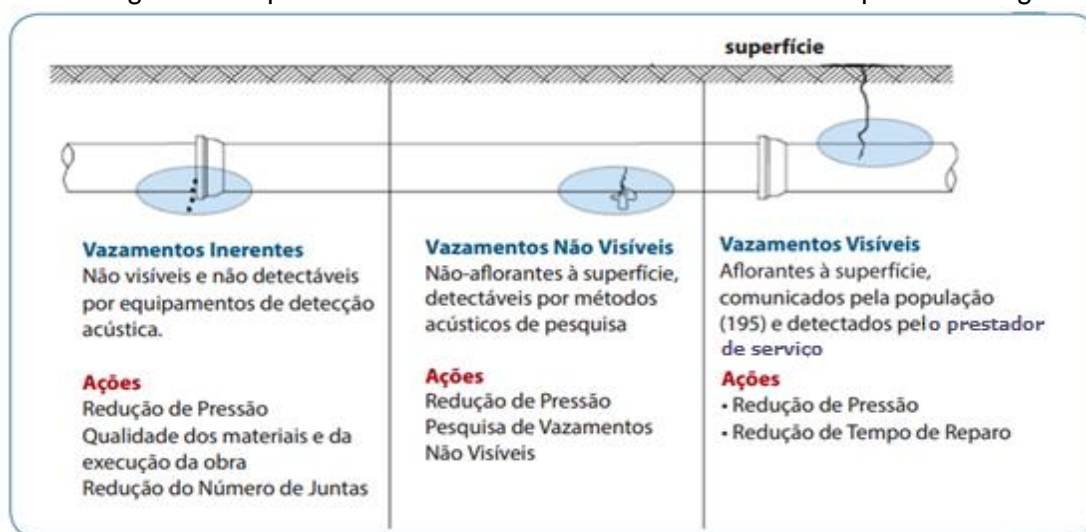 superfície
Vazamentos Inerentes
Não visíveis e não detectáveis
por equipamentos de detecção
acústica.
Ações
Redução de Pressão
Qualidade dos materiais e da
execução da obra
Redução do Número de Juntas
Vazamentos Não Visíveis
Não-aflorantes à superfície,
detectáveis por métodos
acústicos de pesquisa
Ações
Redução de Pressão
Pesquisa de Vazamentos
Não Visíveis
Vazamentos Visíveis
Aflorantes à superfície,
comunicados pela população
(195) e detectados pelo prestador
de serviço
Ações
• Redução de Pressão
• Redução de Tempo de Reparo